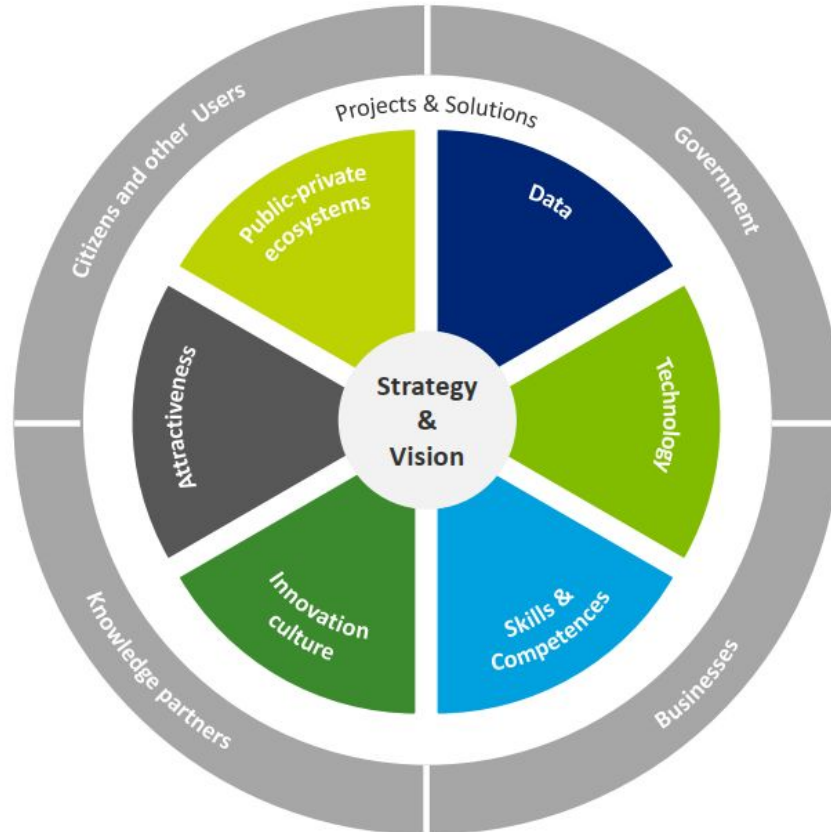 Citizens and other Users
Government
Projects & Solutions
Public-private
ecosystems
Data
Attractiveness
Strategy
&
Vision
Technology
Innovation
culture
Skills &
Competences
Knowledge partners
Businesses